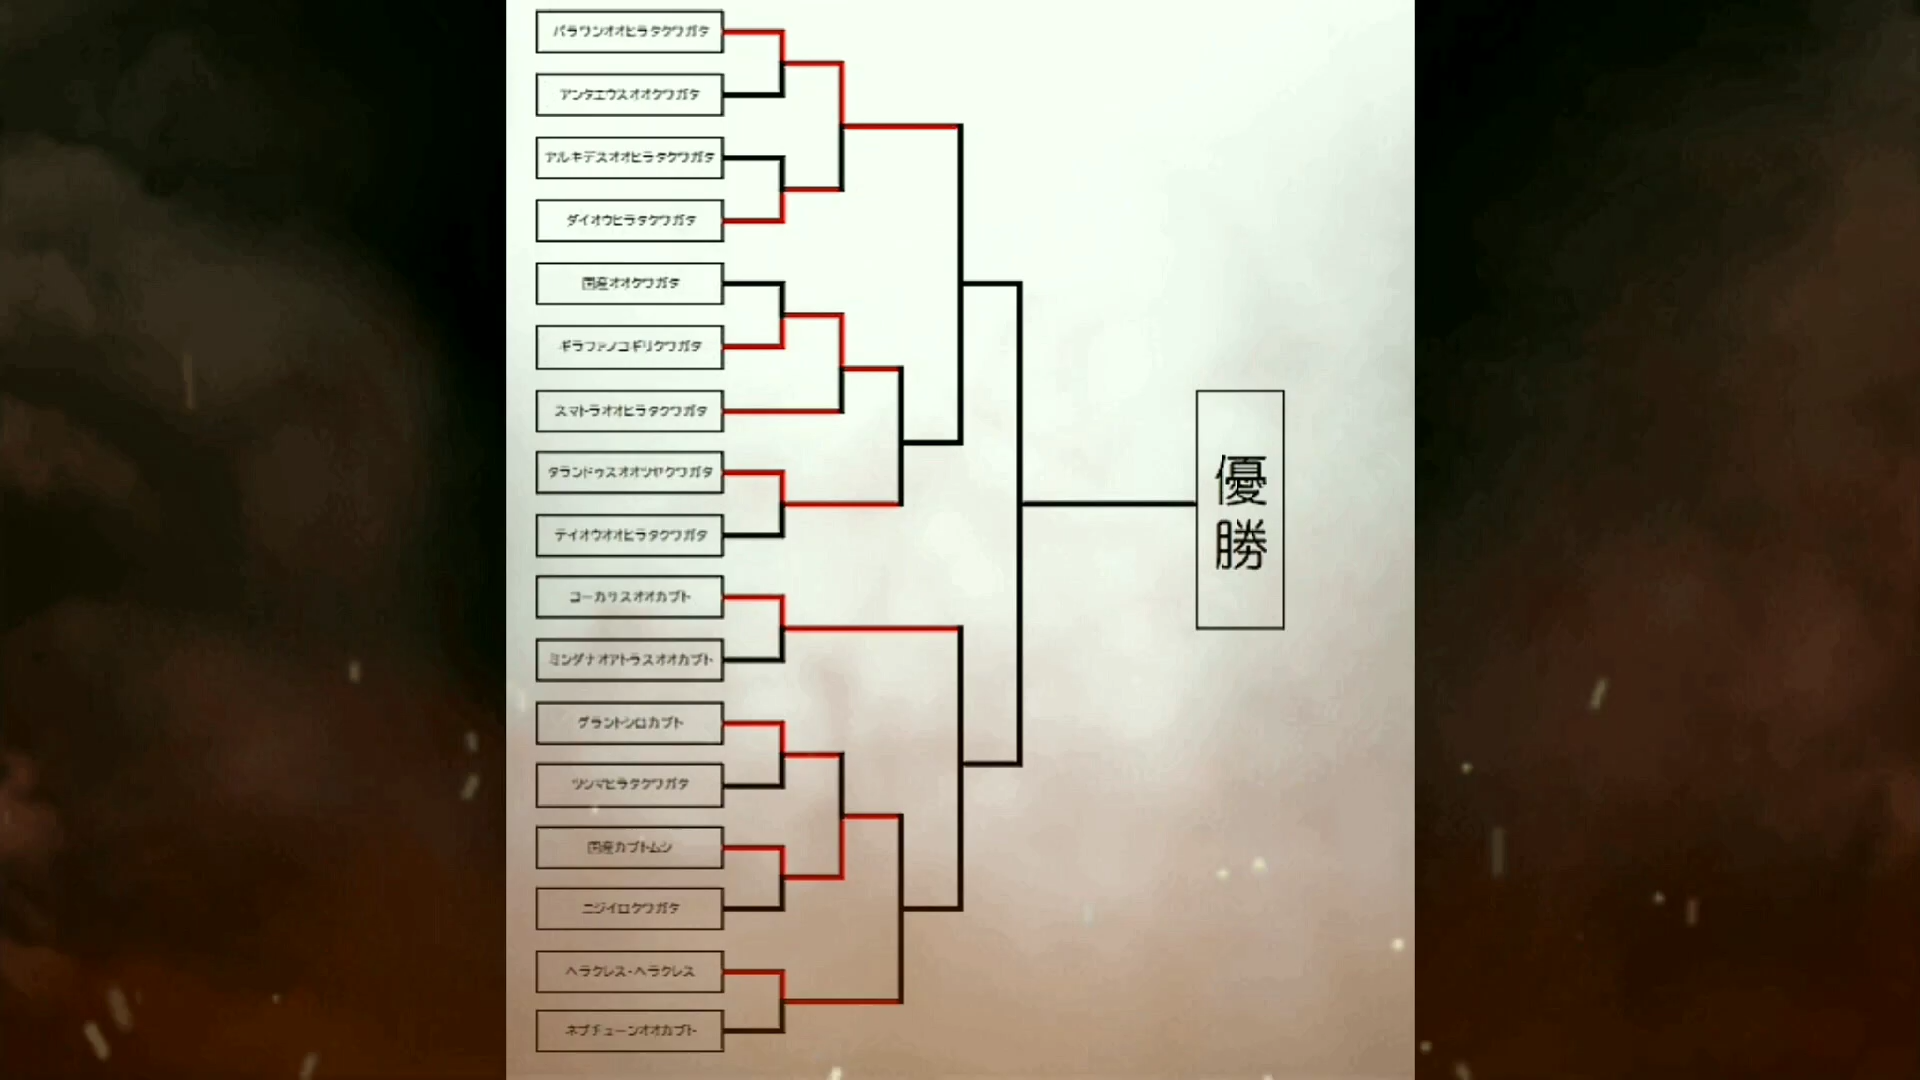 パラワンオオヒラタクワガタ
アンタエウスオオクワガタ
アルキデスオオヒラタクワガタ
ダイオウヒラタクワガタ
国産オオクワガタ
ギラファノコギリクワガタ
スマトラオオヒラタクワガタ
タランドゥスオオツヤクワガタ
テイオウオオヒラタクワガタ
コーカサスオオカブト
ミンダナオアトラスオオカブト
グラントシロカブト
ツシマヒラタクワガタ
国産カブトムシ
ニジイロクワガタ
ヘラクレス・ヘラクレス
ネプチューンオオカブト
優勝